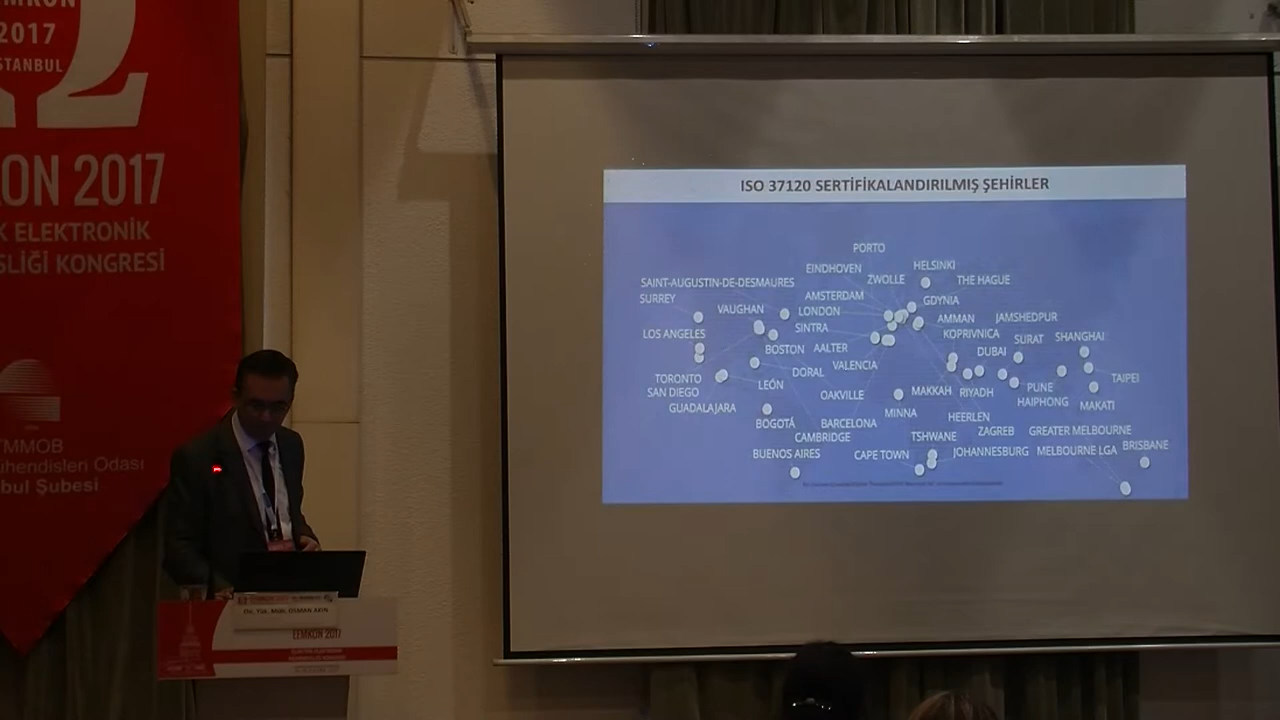 EMKON
2017
STANBUL
ON 2017
K ELEKTRONİK
SLİĞİ KONGRESİ
TMMOB
ühendisleri Odası
bul Şubesi
OSMAN AKIN
EEMKON 2017
ISO 37120 SERTİFİKALANDIRILMIŞ ŞEHİRLER
PORTO
EINDHOVEN
HELSINKI
ZWOLLE
THE HAGUE
SAINT-AUGUSTIN-DE-DESMAURES
SURREY
AMSTERDAM
GDYNIA
VAUGHAN
LONDON
AMMAN
JAMSHEDPUR
LOS ANGELES
SINTRA
KOPRIVNICA
SURAT
SHANGHAI
BOSTON
AALTER
DUBAI
DORAL
VALENCIA
TORONTO
LEÓN
TAIPEI
SAN DIEGO
OAKVILLE
MAKKAH
RIYADH
PUNE
GUADALAJARA
MINNA
HAIPHONG
MAKATI
BOGOTÁ
BARCELONA
HEERLEN
CAMBRIDGE
TSHWANE
ZAGREB
GREATER MELBOURNE
BUENOS AIRES
CAPE TOWN
JOHANNESBURG
MELBOURNE LGA
BRISBANE